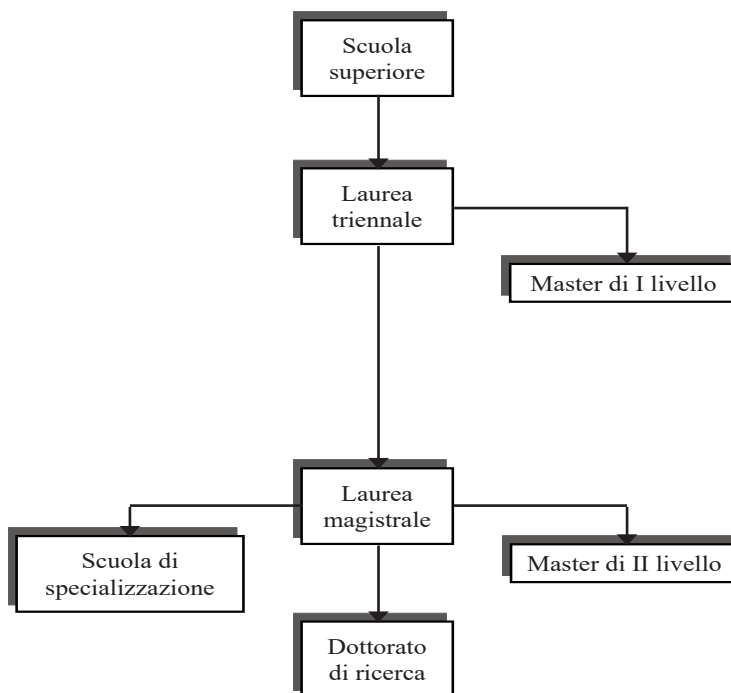 Scuola
superiore
Laurea
triennale
Master di I livello
Laurea
magistrale
Scuola di
specializzazione
Master di II livello
Dottorato
di ricerca